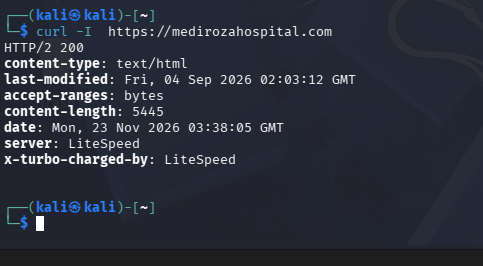 ┌──(kali㉿kali)-[~]
└─$ curl -I  https://medirozahospital.com
HTTP/2 200
content-type: text/html
last-modified: Fri, 04 Sep 2026 02:03:12 GMT
accept-ranges: bytes
content-length: 5445
date: Mon, 23 Nov 2026 03:38:05 GMT
server: LiteSpeed
x-turbo-charged-by: LiteSpeed
┌──(kali㉿kali)-[~]
└─$